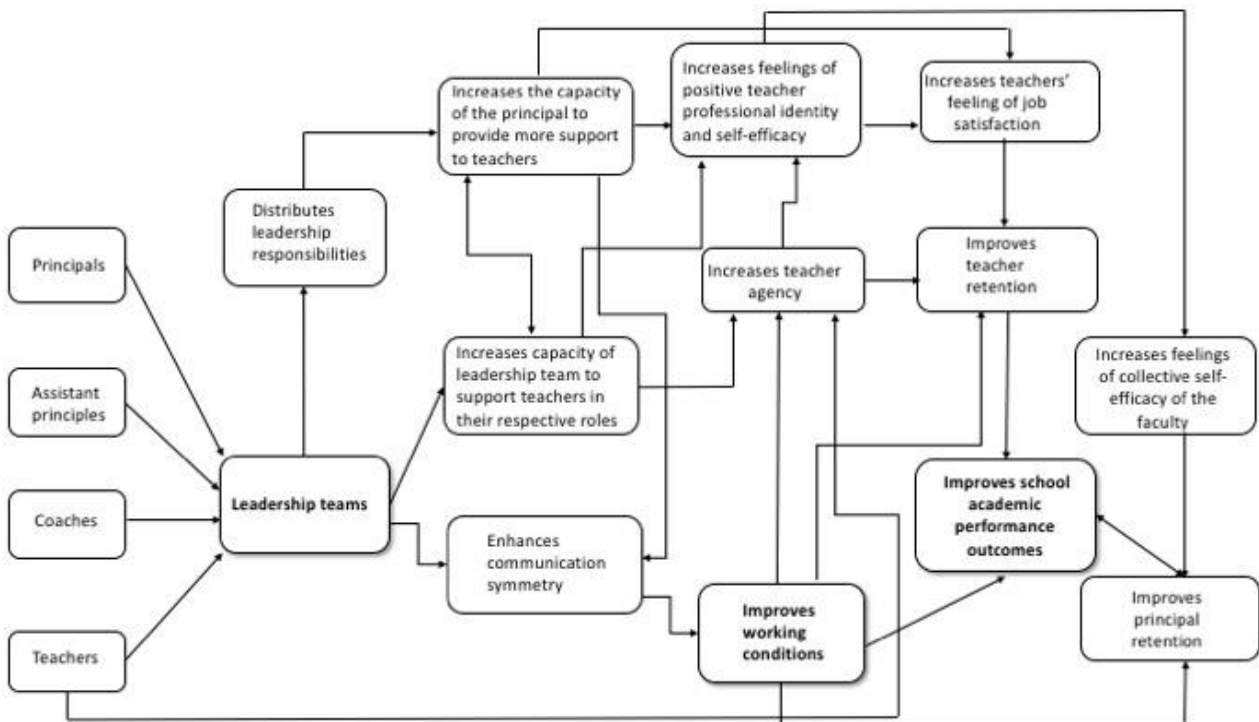 Increases the capacity
of the principal to
provide more support
to teachers
Increases feelings of
positive teacher
professional identity
and self-efficacy
Increases teachers'
feeling of job
satisfaction
Distributes
leadership
responsibilities
Principals
Increases teacher
agency
Improves
teacher
retention
Assistant
principles
Increases capacity of
leadership team to
support teachers in
their respective roles
Increases feelings
of collective self-
efficacy of the
faculty
Leadership teams
Coaches
Improves school
academic
performance
outcomes
Enhances
communication
symmetry
Improves
working
conditions
Improves
principal
retention
Teachers